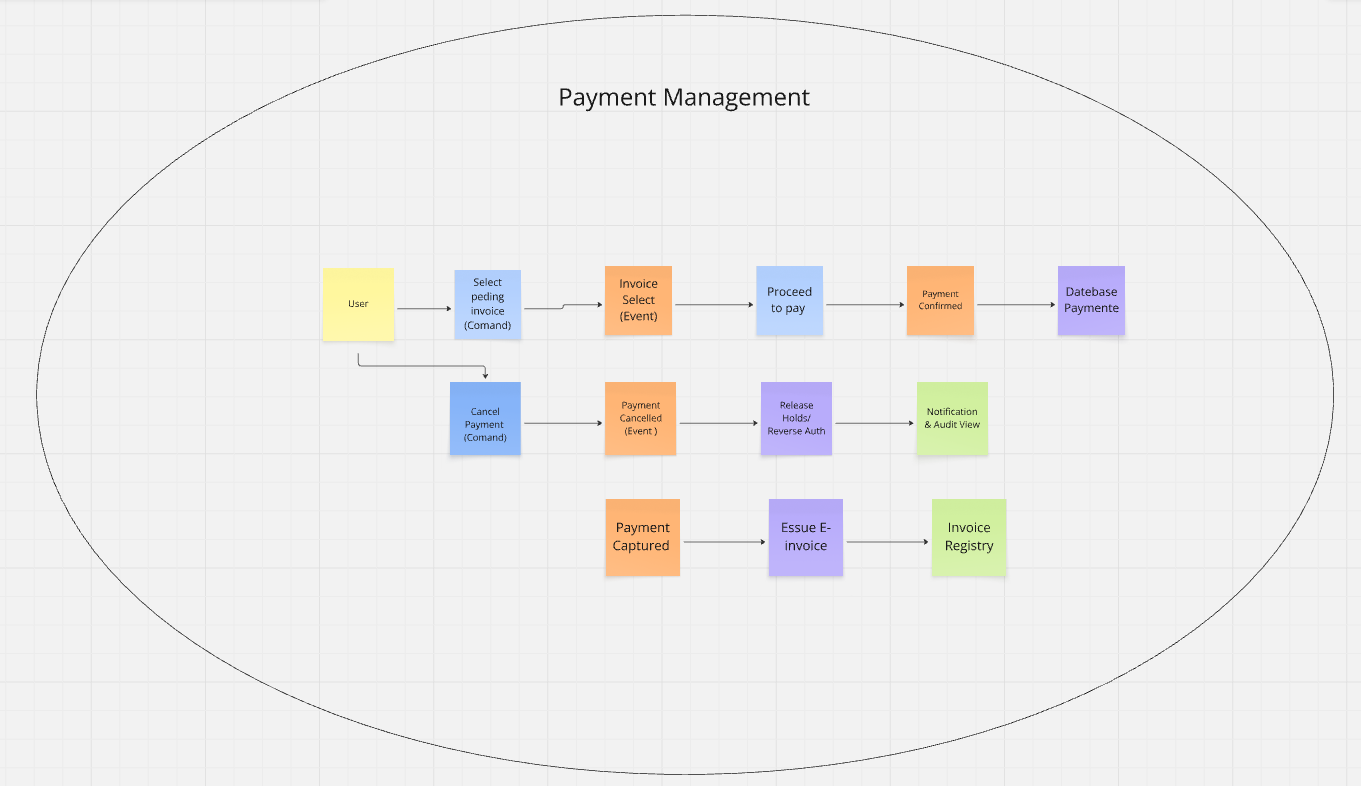 Payment Management
User
Select
peding
invoice
(Comand)
Invoice
Select
(Event)
Proceed
to pay
Payment
Confirmed
Datebase
Paymente
Cancel
Payment
(Comand)
Payment
Cancelled
(Event )
Release
Holds/
Reverse Auth
Notification
& Audit View
Payment
Captured
Essue E-
invoice
Invoice
Registry